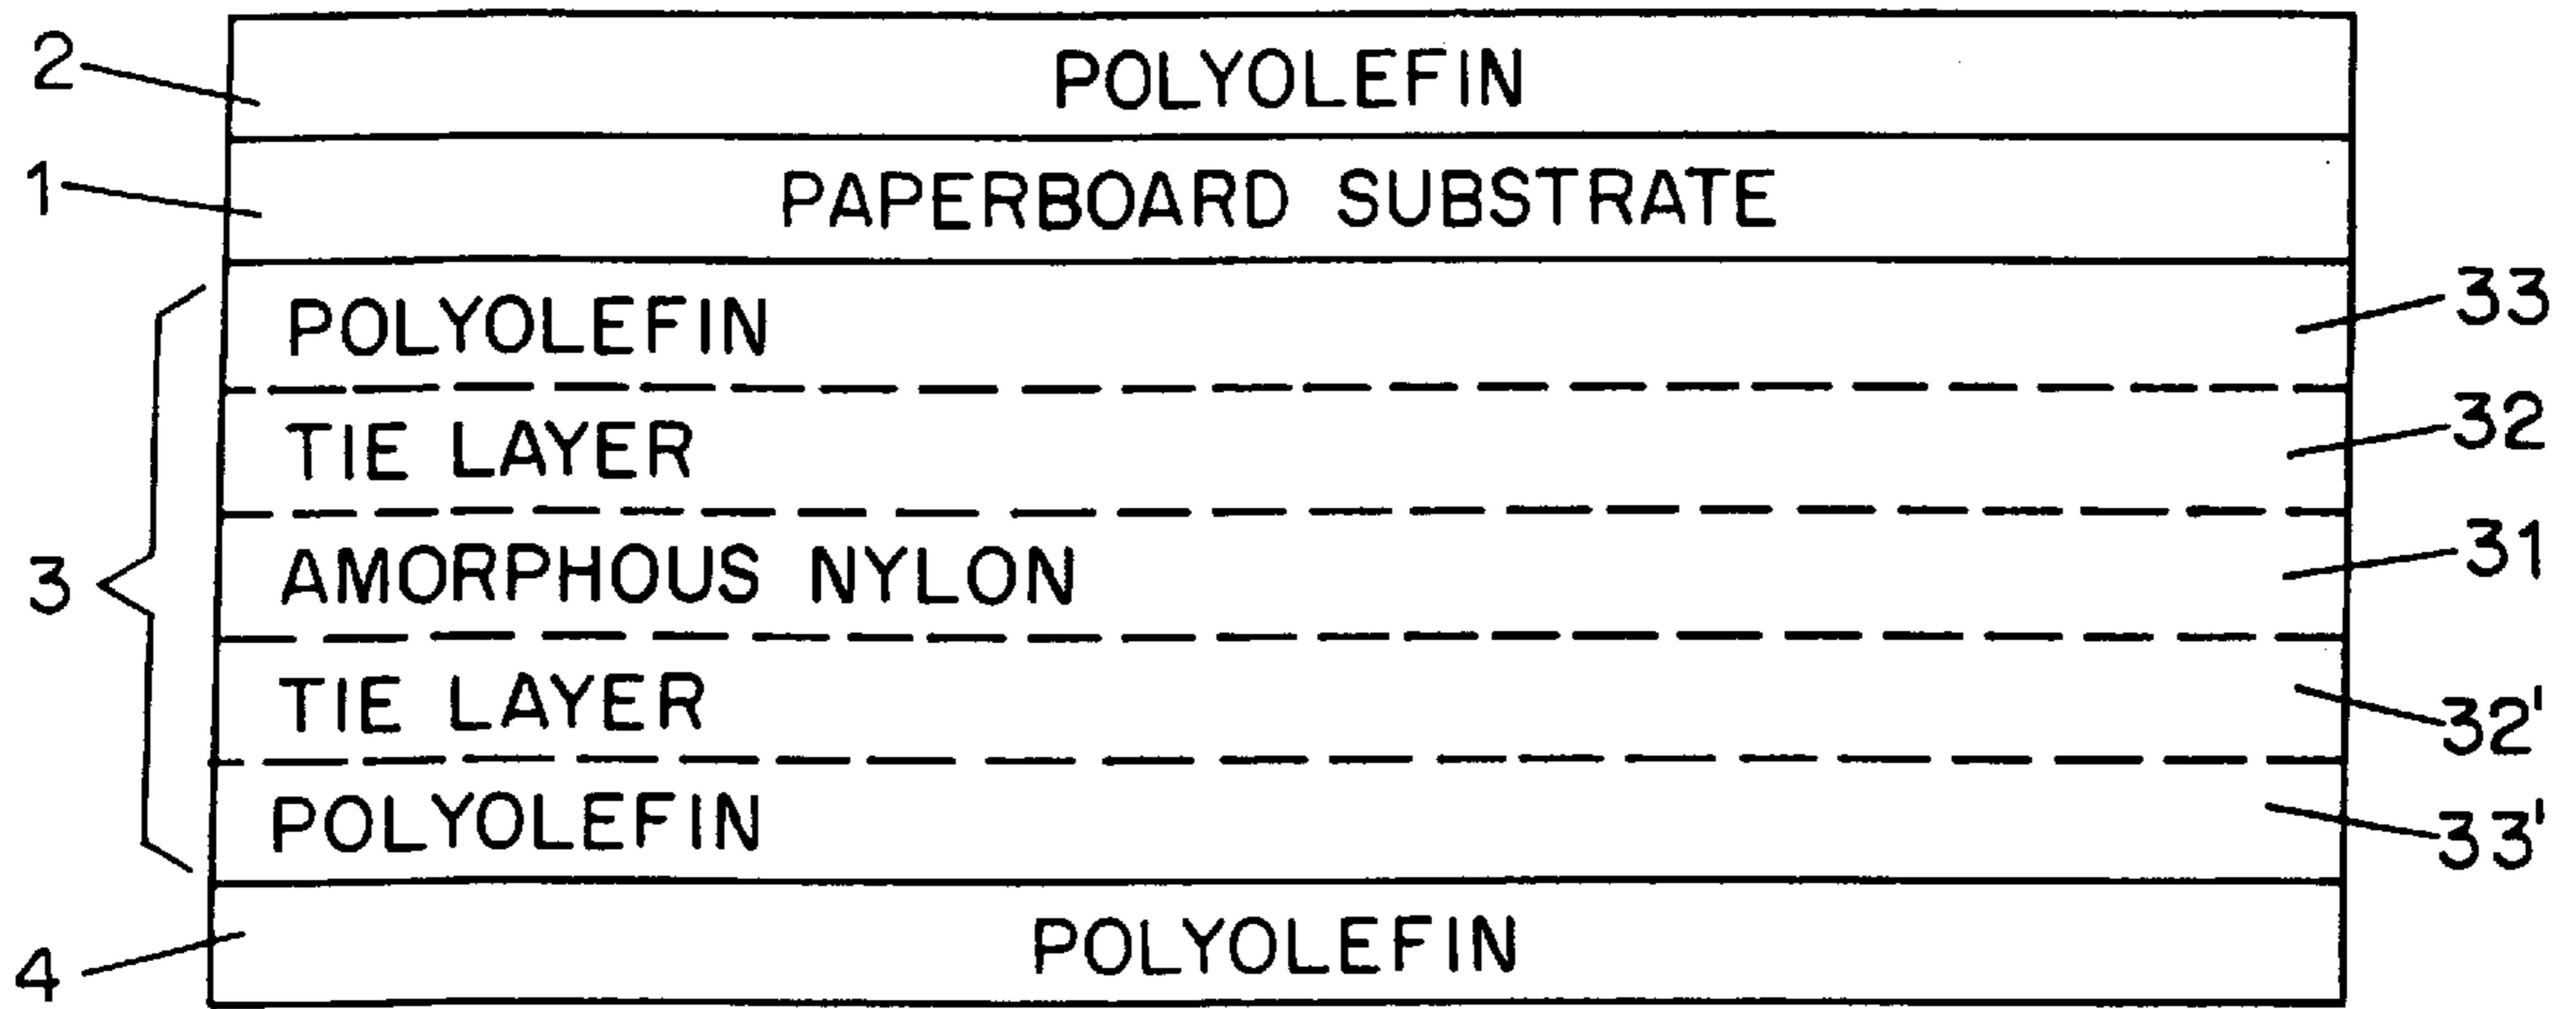 2 POLYOLEFIN
1 PAPERBOARD SUBSTRATE
POLYOLEFIN 33
TIE LAYER 32
3 AMORPHOUS NYLON 31
TIE LAYER 32'
POLYOLEFIN 33'
4 POLYOLEFIN